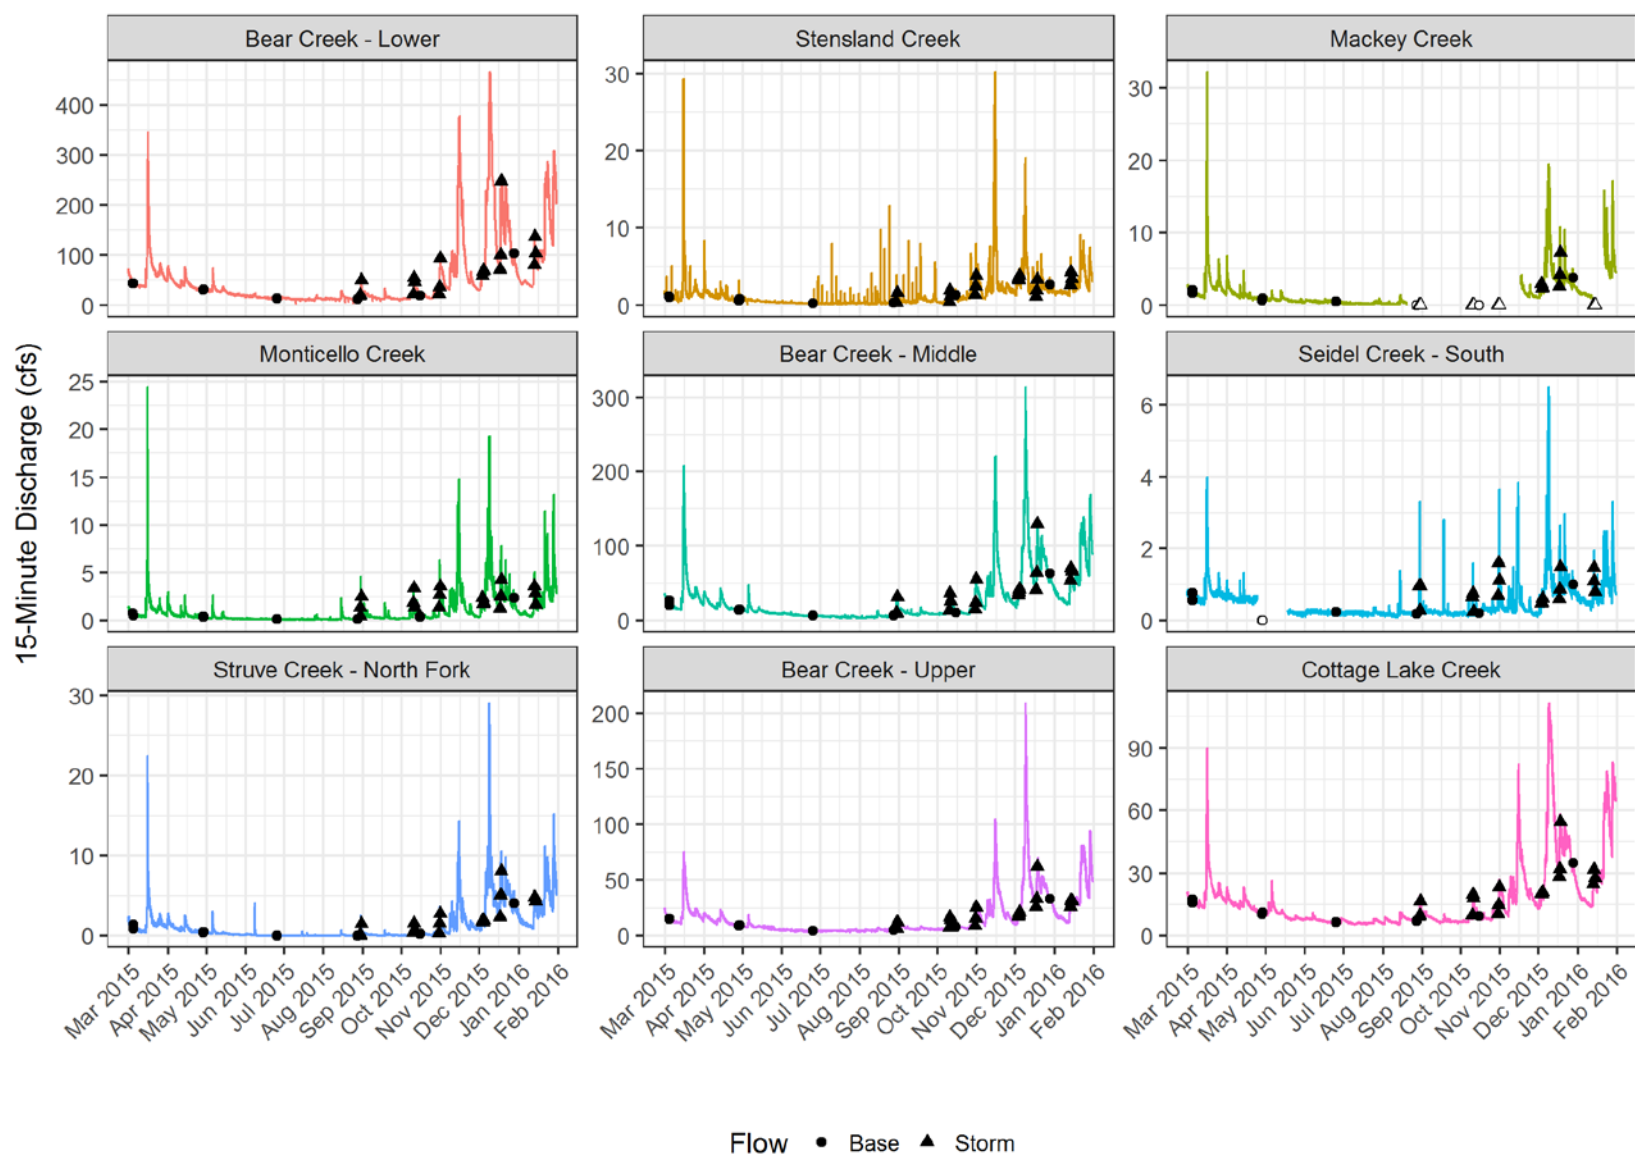 Bear Creek - Lower
Stensland Creek
Mackey Creek
400
300
200
100
0
30
20
10
0
30
20
10
0
Monticello Creek
Bear Creek - Middle
Seidel Creek - South
25
20
15
10
5
0
300
200
100
0
6
4
2
0
Struve Creek - North Fork
Bear Creek - Upper
Cottage Lake Creek
30
20
10
0
200
150
100
50
0
90
60
30
0
15-Minute Discharge (cfs)
Mar 2015
Apr 2015
May 2015
Jun 2015
Jul 2015
Aug 2015
Sep 2015
Oct 2015
Nov 2015
Dec 2015
Jan 2016
Feb 2016
Mar 2015
Apr 2015
May 2015
Jun 2015
Jul 2015
Aug 2015
Sep 2015
Oct 2015
Nov 2015
Dec 2015
Jan 2016
Feb 2016
Mar 2015
Apr 2015
May 2015
Jun 2015
Jul 2015
Aug 2015
Sep 2015
Oct 2015
Nov 2015
Dec 2015
Jan 2016
Feb 2016
Flow Base Storm